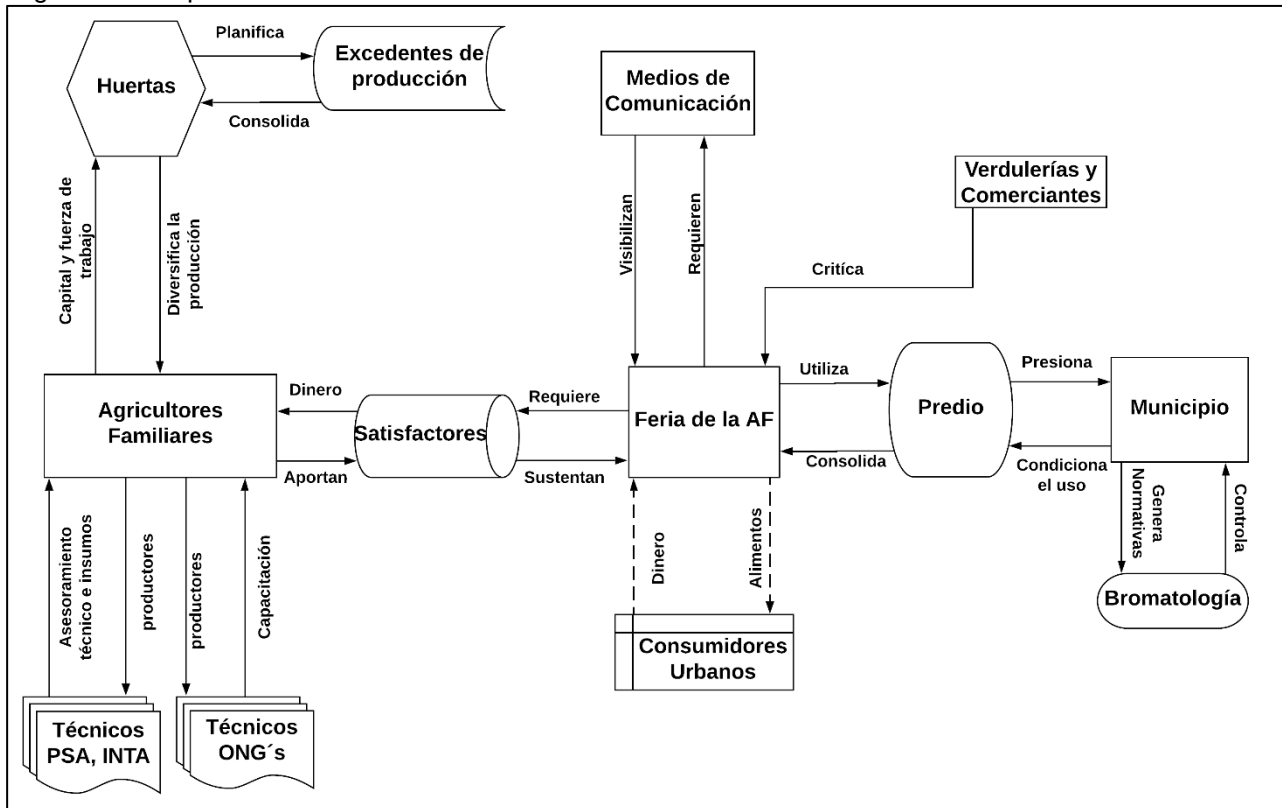 Planifica
Huertas
Excedentes de
producción
Consolida
Medios de
Comunicación
Verdulerías y
Comerciantes
Capital y fuerza de
trabajo
Diversifica la
producción
Visibilizan
Requieren
Critíca
Agricultores
Familiares
Dinero
Aportan
Satisfactores
Requiere
Sustentan
Feria de la AF
Utiliza
Consolida
Predio
Presiona
Condiciona
el uso
Municipio
Genera
Normativas
Controla
Bromatología
Asesoramiento
técnico e insumos
productores
productores
Capacitación
Dinero
Alimentos
Consumidores
Urbanos
Técnicos
PSA, INTA
Técnicos
ONG´s